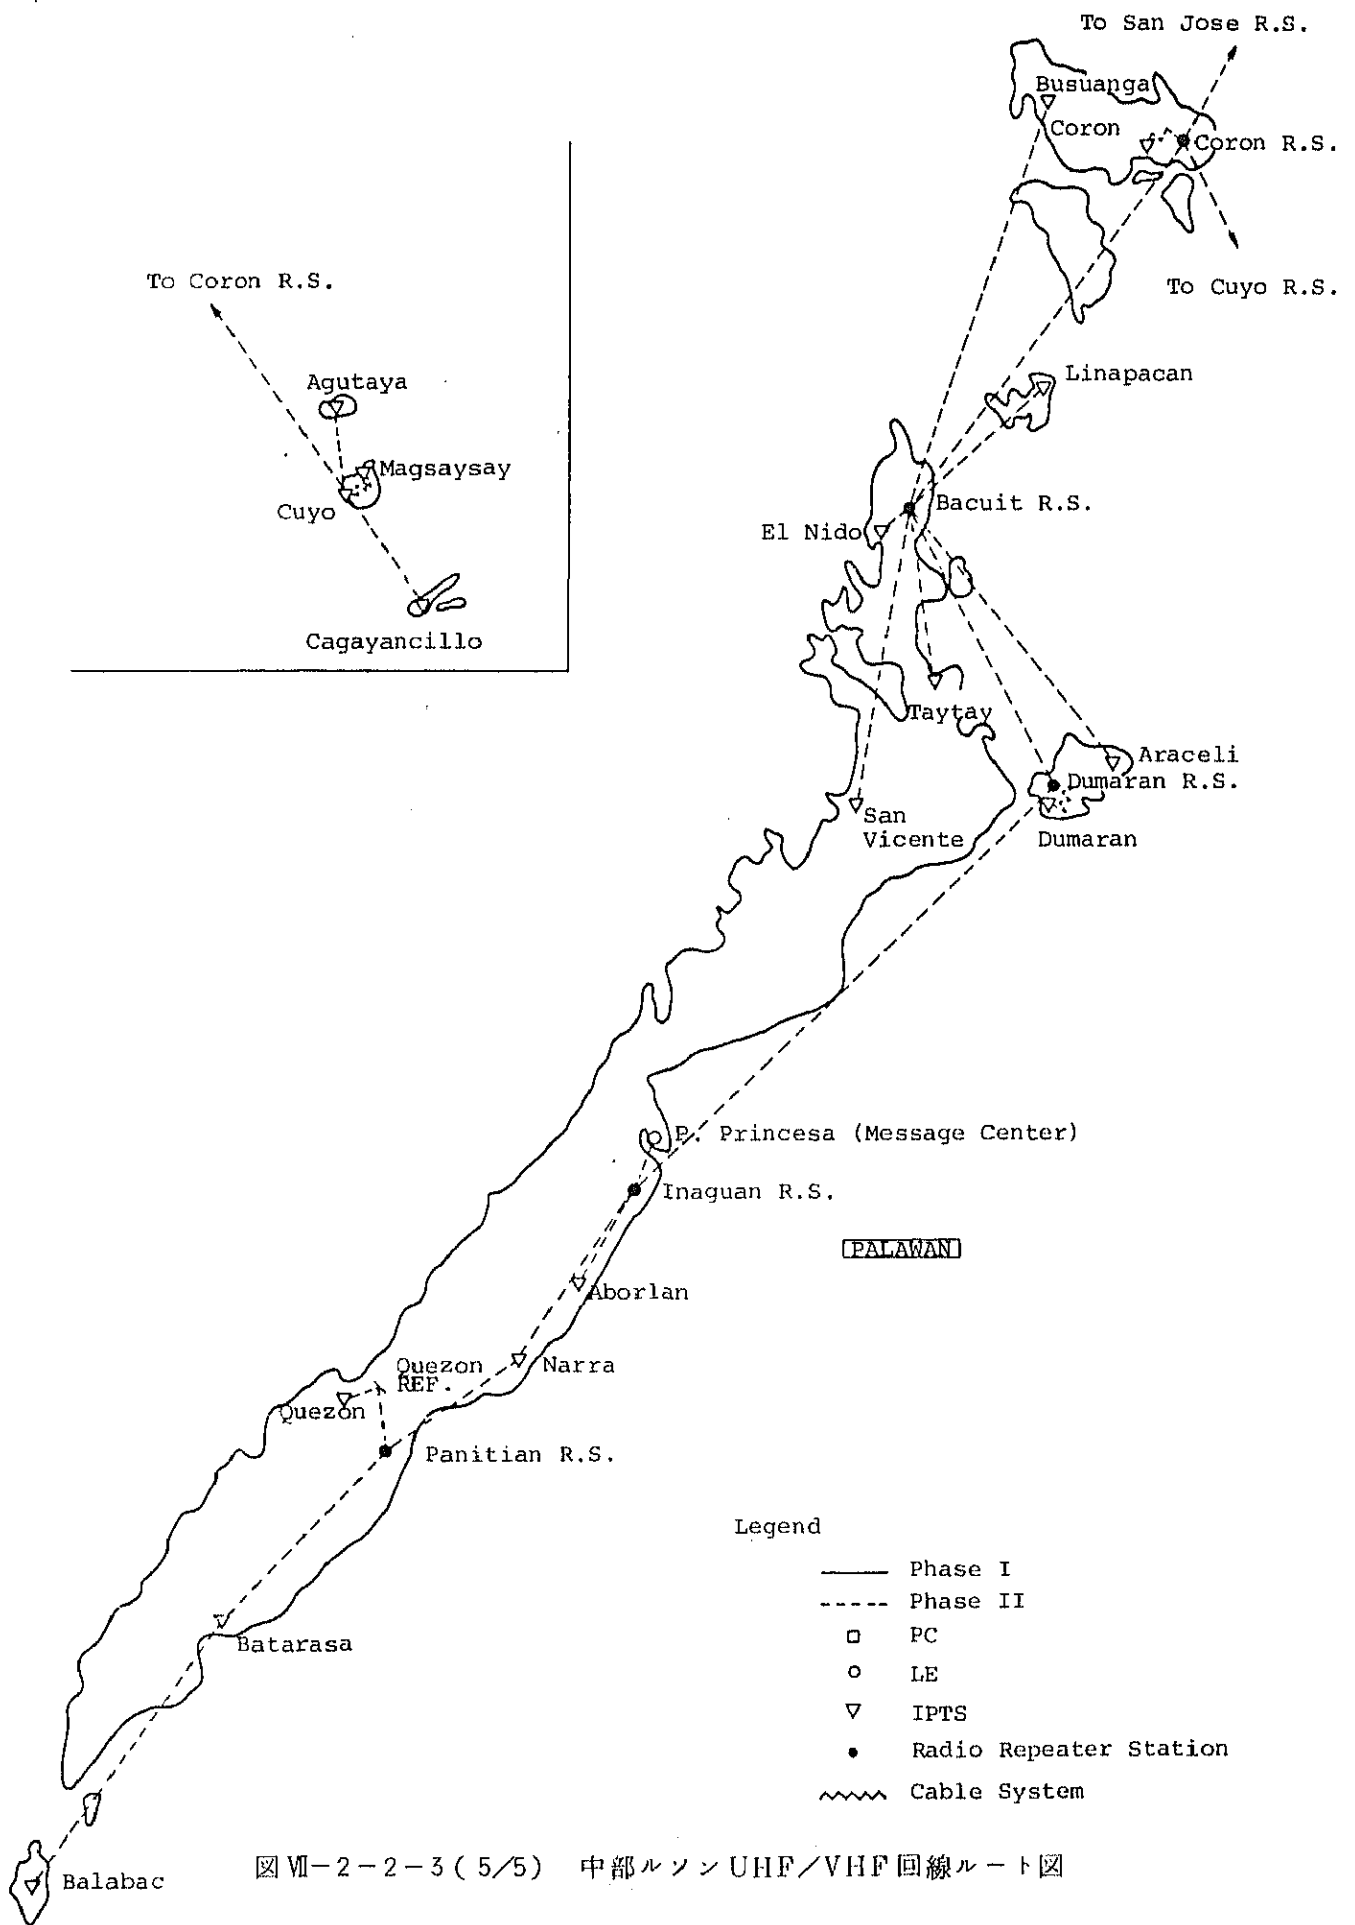 To San Jose R.S.
Busuanga
Coron
Coron R.S.
To Cuyo R.S.
To Coron R.S.
Agutaya
Magsaysay
Cuyo
Cagayancillo
Linapacan
Bacuit R.S.
El Nido
Taytay
Araceli
Dumaran R.S.
San
Vicente
Dumaran
P. Princesa (Message Center)
Inaguan R.S.
PALAWAN
Aborlan
Narra
Quezon
REF.
Quezon
Panitian R.S.
Batarasa
Balabac
Legend
Phase I
Phase II
PC
LE
IPTS
Radio Repeater Station
Cable System
図Ⅶ-2-2-3(5/5) 中部ルソンUHF/VHF回線ルート図